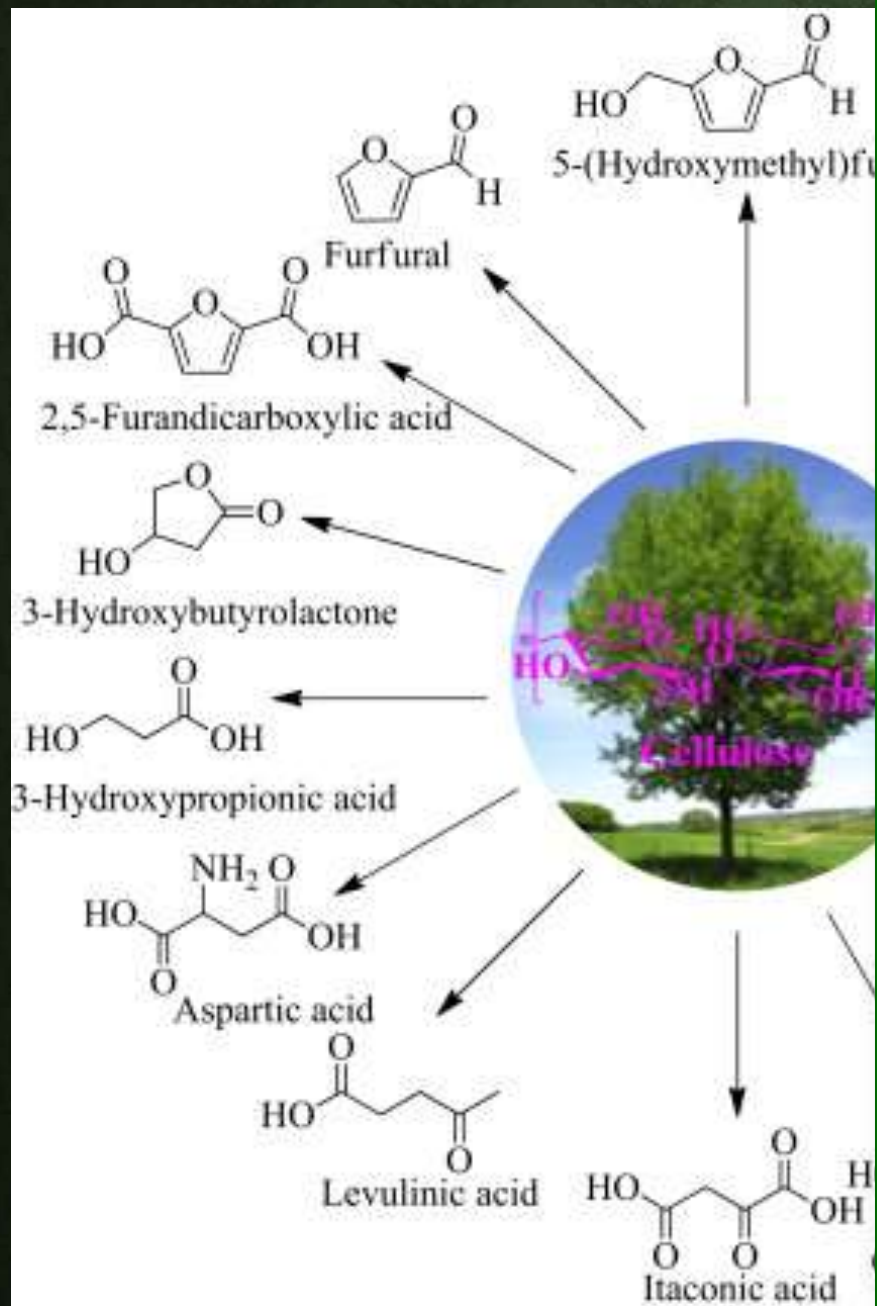 O
O
HO
H
5-(Hydroxymethyl)fu
O
O
H
Furfural
O
O
O
HO
OH
2,5-Furandicarboxylic acid
O
O
HO
3-Hydroxybutyrolactone
O
HO
OH
3-Hydroxypropionic acid
NH2 O
HO
OH
O
Aspartic acid
O
HO
O
Levulinic acid
HO
O
OH
O
O
Itaconic acid
HO
HO
O
Cellulose